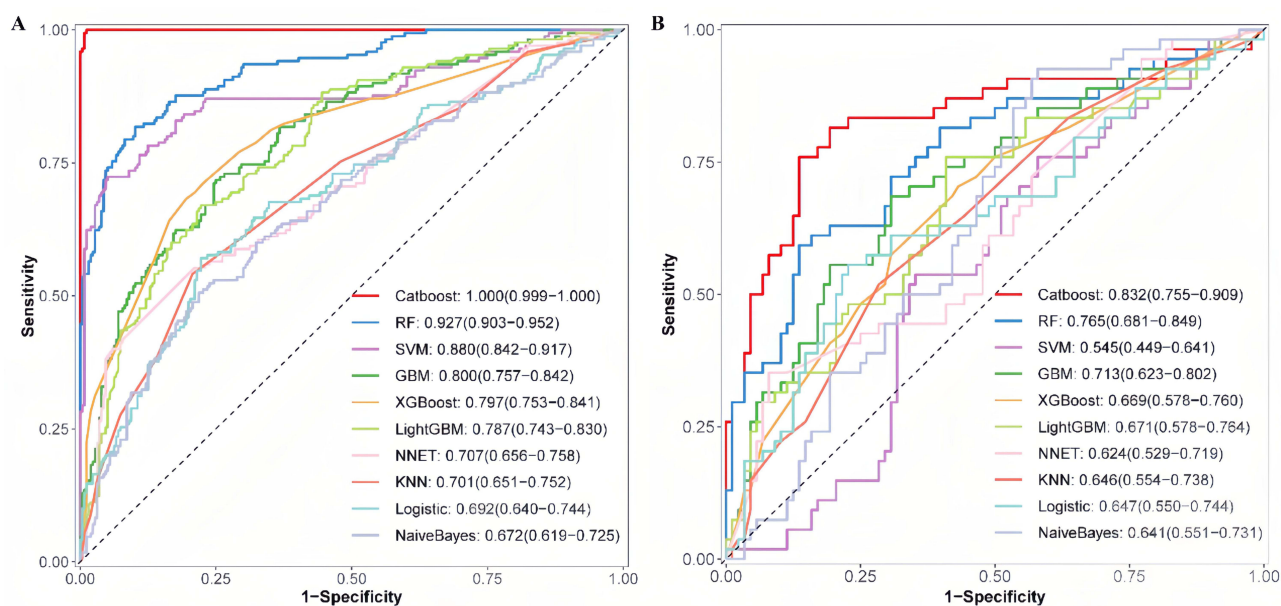 A
1.00
0.75
0.50
0.25
0.00
Sensitivity
Catboost: 1.000(0.999−1.000)
RF: 0.927(0.903−0.952)
SVM: 0.880(0.842−0.917)
GBM: 0.800(0.757−0.842)
XGBoost: 0.797(0.753−0.841)
LightGBM: 0.787(0.743−0.830)
NNET: 0.707(0.656−0.758)
KNN: 0.701(0.651−0.752)
Logistic: 0.692(0.640−0.744)
NaiveBayes: 0.672(0.619−0.725)
0.00 0.25 0.50 0.75 1.00
1−Specificity
B
1.00
0.75
0.50
0.25
0.00
Sensitivity
Catboost: 0.832(0.755−0.909)
RF: 0.765(0.681−0.849)
SVM: 0.545(0.449−0.641)
GBM: 0.713(0.623−0.802)
XGBoost: 0.669(0.578−0.760)
LightGBM: 0.671(0.578−0.764)
NNET: 0.624(0.529−0.719)
KNN: 0.646(0.554−0.738)
Logistic: 0.647(0.550−0.744)
NaiveBayes: 0.641(0.551−0.731)
0.00 0.25 0.50 0.75 1.00
1−Specificity